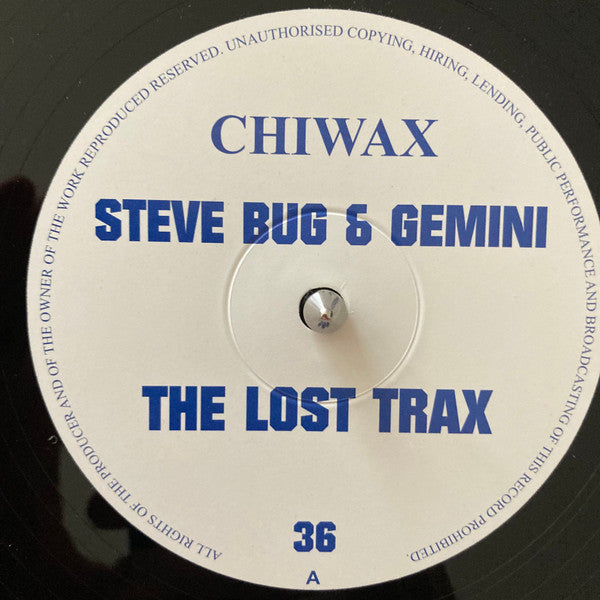 ALL RIGHTS OF THE PRODUCER AND OF THE OWNER OF THE WORK REPRODUCED RESERVED. UNAUTHORISED COPYING, HIRING, LENDING, PUBLIC PERFORMANCE AND BROADCASTING OF THIS RECORD PROHIBITED.
CHIWAX
STEVE BUG & GEMINI
THE LOST TRAX
36
A